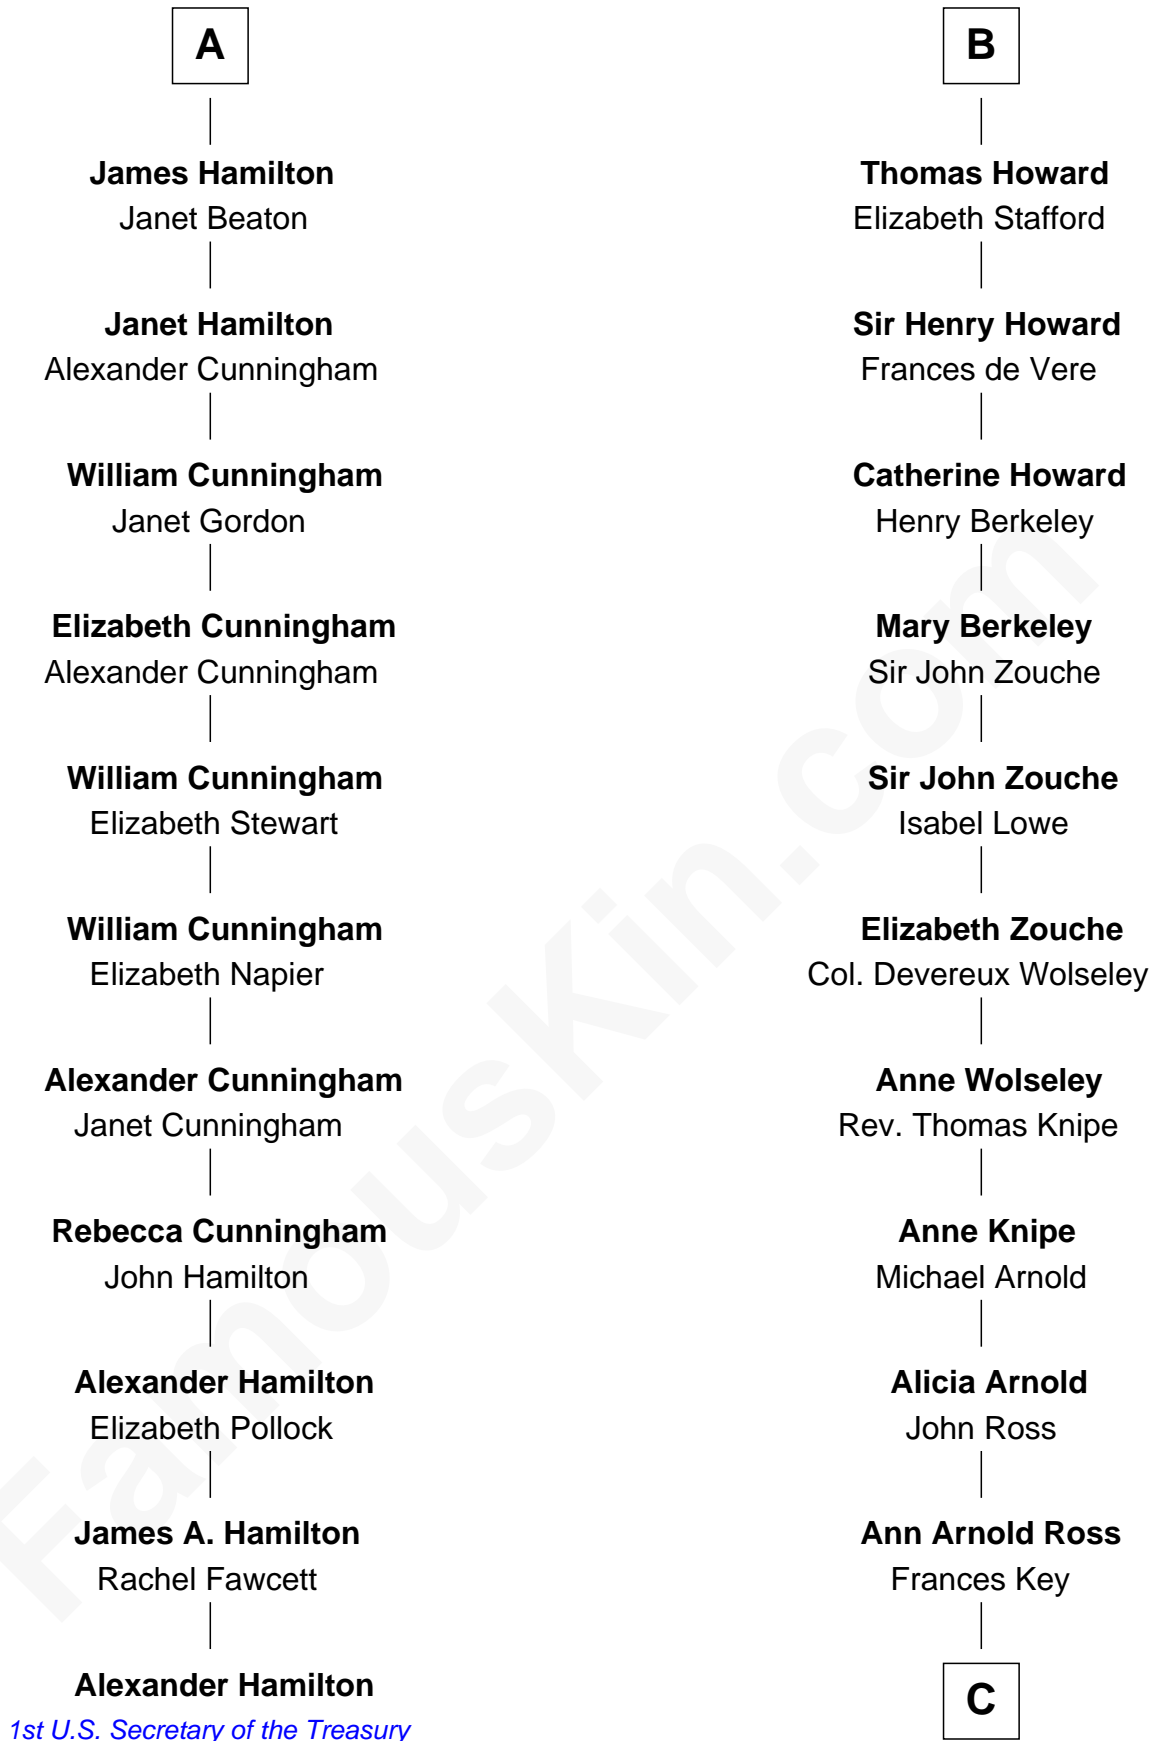 A
James Hamilton
Janet Beaton
Janet Hamilton
Alexander Cunningham
William Cunningham
Janet Gordon
Elizabeth Cunningham
Alexander Cunningham
William Cunningham
Elizabeth Stewart
William Cunningham
Elizabeth Napier
Alexander Cunningham
Janet Cunningham
Rebecca Cunningham
John Hamilton
Alexander Hamilton
Elizabeth Pollock
James A. Hamilton
Rachel Fawcett
Alexander Hamilton
1st U.S. Secretary of the Treasury
B
Thomas Howard
Elizabeth Stafford
Sir Henry Howard
Frances de Vere
Catherine Howard
Henry Berkeley
Mary Berkeley
Sir John Zouche
Sir John Zouche
Isabel Lowe
Elizabeth Zouche
Col. Devereux Wolseley
Anne Wolseley
Rev. Thomas Knipe
Anne Knipe
Michael Arnold
Alicia Arnold
John Ross
Ann Arnold Ross
Frances Key
C
FamousKin.com